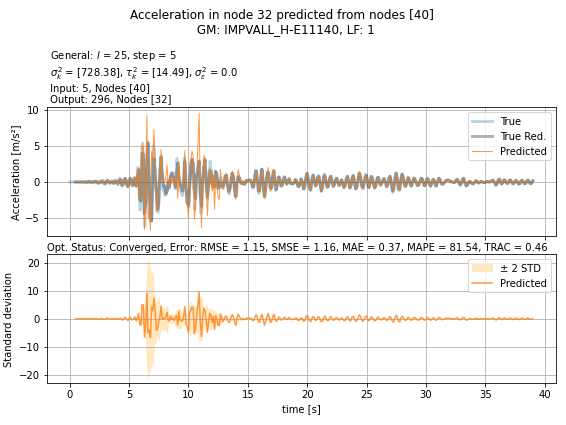 Acceleration in node 32 predicted from nodes [40]
GM: IMPVALL_H-E11140, LF: 1
General: l = 25, step = 5
σ²ₖ = [728.38], τ²ₖ = [14.49], σ²ε = 0.0
Input: 5, Nodes [40]
Output: 296, Nodes [32]
Acceleration [m/s²]
10
5
0
−5
True
True Red.
Predicted
Opt. Status: Converged, Error: RMSE = 1.15, SMSE = 1.16, MAE = 0.37, MAPE = 81.54, TRAC = 0.46
Standard deviation
20
10
0
−10
−20
± 2 STD
Predicted
0 5 10 15 20 25 30 35 40
time [s]